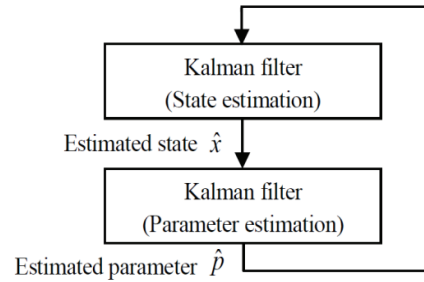 Kalman filter
(State estimation)
Estimated state x̂
Kalman filter
(Parameter estimation)
Estimated parameter p̂